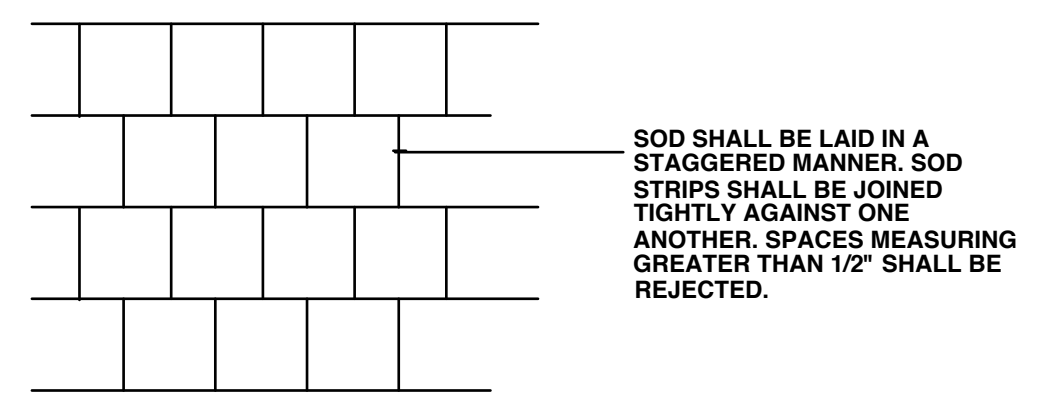 SOD SHALL BE LAID IN A
STAGGERED MANNER. SOD
STRIPS SHALL BE JOINED
TIGHTLY AGAINST ONE
ANOTHER. SPACES MEASURING
GREATER THAN 1/2" SHALL BE
REJECTED.